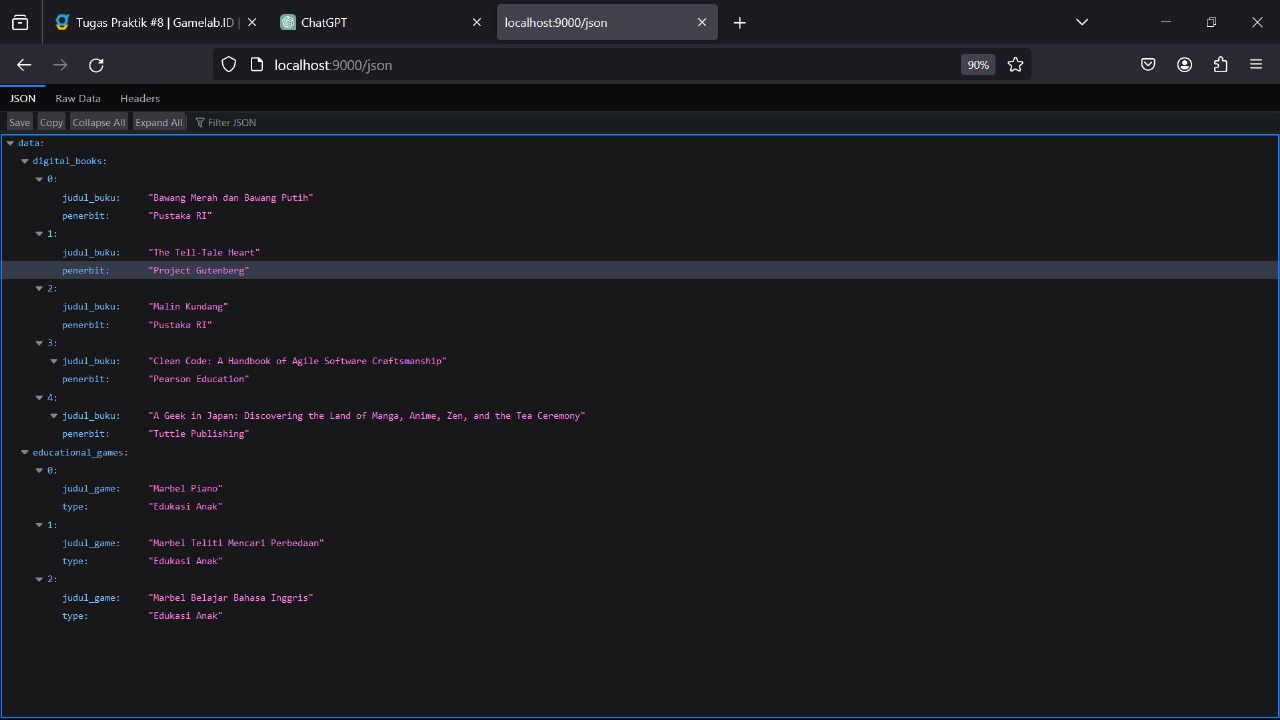 Tugas Praktik #8 | Gamelab.ID |
ChatGPT
localhost:9000/json
localhost:9000/json
90%
JSON Raw Data Headers
Save Copy Collapse All Expand All Filter JSON
data:
digital_books:
0:
judul_buku: "Bawang Merah dan Bawang Putih"
penerbit: "Pustaka RI"
1:
judul_buku: "The Tell-Tale Heart"
penerbit: "Project Gutenberg"
2:
judul_buku: "Malin Kundang"
penerbit: "Pustaka RI"
3:
judul_buku: "Clean Code: A Handbook of Agile Software Craftsmanship"
penerbit: "Pearson Education"
4:
judul_buku: "A Geek in Japan: Discovering the Land of Manga, Anime, Zen, and the Tea Ceremony"
penerbit: "Tuttle Publishing"
educational_games:
0:
judul_game: "Marbel Piano"
type: "Edukasi Anak"
1:
judul_game: "Marbel Teliti Mencari Perbedaan"
type: "Edukasi Anak"
2:
judul_game: "Marbel Belajar Bahasa Inggris"
type: "Edukasi Anak"